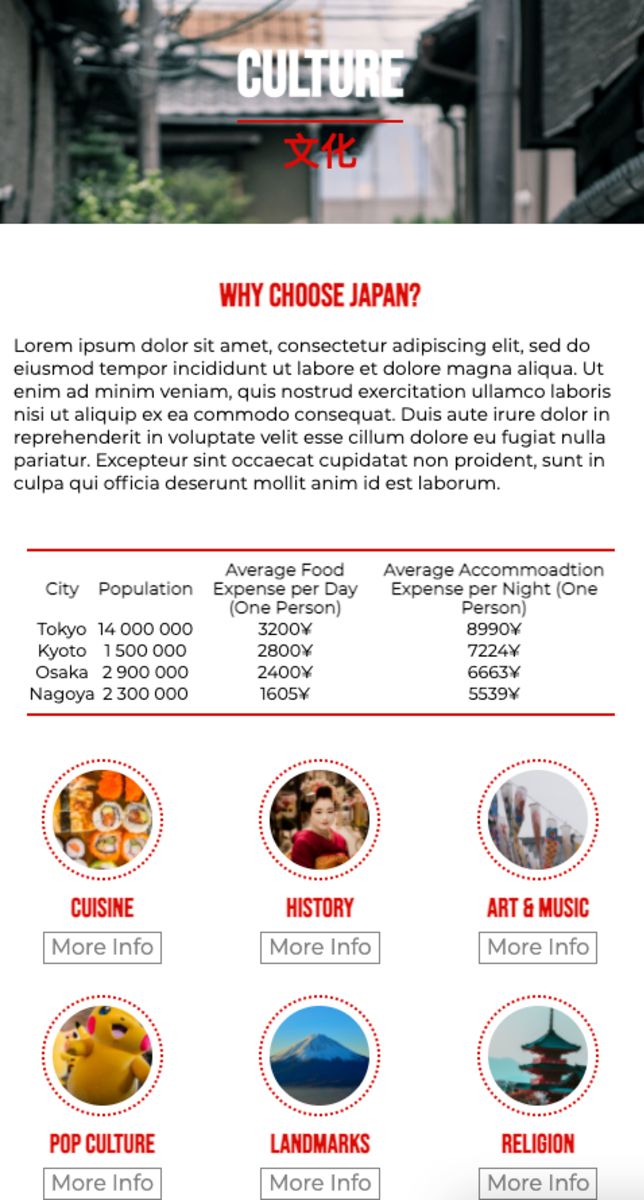 CULTURE
文化
WHY CHOOSE JAPAN?
Lorem ipsum dolor sit amet, consectetur adipiscing elit, sed do
eiusmod tempor incididunt ut labore et dolore magna aliqua. Ut
enim ad minim veniam, quis nostrud exercitation ullamco laboris
nisi ut aliquip ex ea commodo consequat. Duis aute irure dolor in
reprehenderit in voluptate velit esse cillum dolore eu fugiat nulla
pariatur. Excepteur sint occaecat cupidatat non proident, sunt in
culpa qui officia deserunt mollit anim id est laborum.
City Population Average Food Expense per Day (One Person) Average Accommoadtion Expense per Night (One Person)
Tokyo 14 000 000 3200¥ 8990¥
Kyoto 1 500 000 2800¥ 7224¥
Osaka 2 900 000 2400¥ 6663¥
Nagoya 2 300 000 1605¥ 5539¥
CUISINE HISTORY ART & MUSIC
More Info More Info More Info
POP CULTURE LANDMARKS RELIGION
More Info More Info More Info